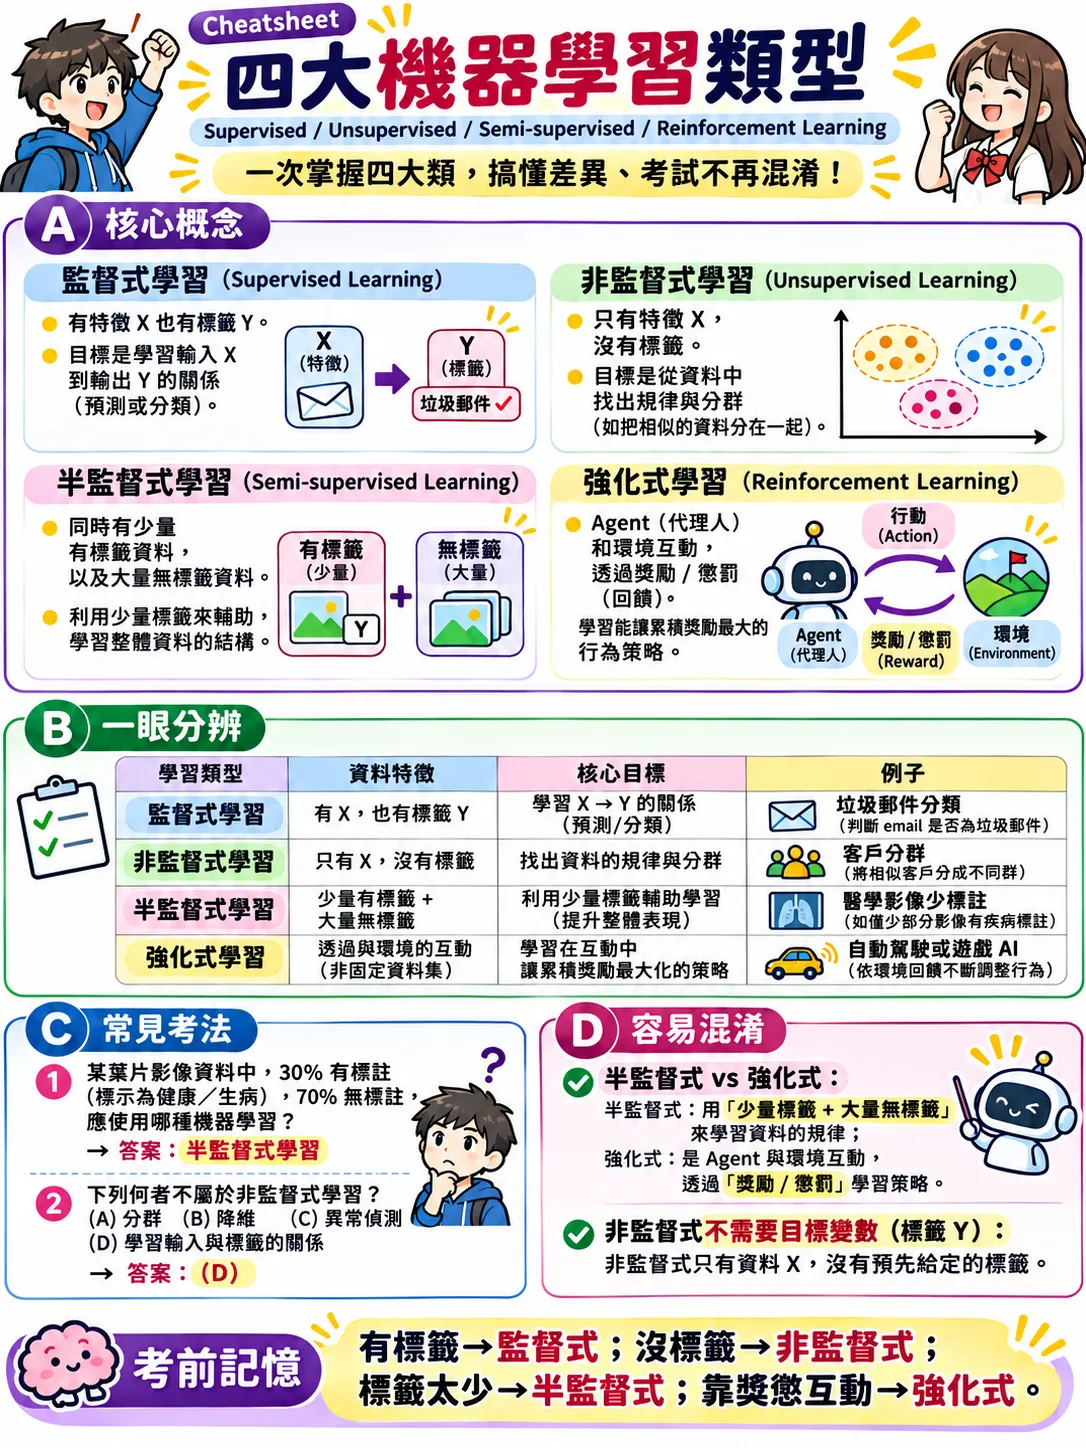 Cheatsheet
四大機器學習類型
Supervised / Unsupervised / Semi-supervised / Reinforcement Learning
一次掌握四大類，搞懂差異、考試不再混淆！
A 核心概念
監督式學習（Supervised Learning）
有特徵 X 也有標籤 Y。
目標是學習輸入 X
到輸出 Y 的關係
（預測或分類）。
X
（特徵）
Y
（標籤）
垃圾郵件
非監督式學習（Unsupervised Learning）
只有特徵 X，
沒有標籤。
目標是從資料中
找出規律與分群
（如把相似的資料分在一起）。
半監督式學習（Semi-supervised Learning）
同時有少量
有標籤資料，
以及大量無標籤資料。
利用少量標籤來輔助，
學習整體資料的結構。
有標籤
（少量）
Y
+
無標籤
（大量）
強化式學習（Reinforcement Learning）
Agent（代理人）
和環境互動，
透過獎勵 / 懲罰
（回饋）。
學習能讓累積獎勵最大的
行為策略。
行動
(Action)
Agent
（代理人）
獎勵 / 懲罰
(Reward)
環境
(Environment)
B 一眼分辨
學習類型 資料特徵 核心目標 例子
監督式學習
有 X，也有標籤 Y
學習 X → Y 的關係
（預測/分類）
垃圾郵件分類
（判斷 email 是否為垃圾郵件）
非監督式學習
只有 X，沒有標籤
找出資料的規律與分群
客戶分群
（將相似客戶分成不同群）
半監督式學習
少量有標籤 +
大量無標籤
利用少量標籤輔助學習
（提升整體表現）
醫學影像少標註
（如僅少部分影像有疾病標註）
強化式學習
透過與環境的互動
（非固定資料集）
學習在互動中
讓累積獎勵最大化的策略
自動駕駛或遊戲 AI
（依環境回饋不斷調整行為）
C 常見考法
1 某葉片影像資料中，30% 有標註
（標示為健康／生病），70% 無標註，
應使用哪種機器學習？
→ 答案：半監督式學習
2 下列何者不屬於非監督式學習？
(A) 分群 (B) 降維 (C) 異常偵測
(D) 學習輸入與標籤的關係
→ 答案：（D）
?
D 容易混淆
半監督式 vs 強化式：
半監督式：用「少量標籤 + 大量無標籤」
來學習資料的規律；
強化式：是 Agent 與環境互動，
透過「獎勵 / 懲罰」學習策略。
非監督式不需要目標變數（標籤 Y）：
非監督式只有資料 X，沒有預先給定的標籤。
考前記憶
有標籤→監督式；沒標籤→非監督式；
標籤太少→半監督式；靠獎懲互動→強化式。